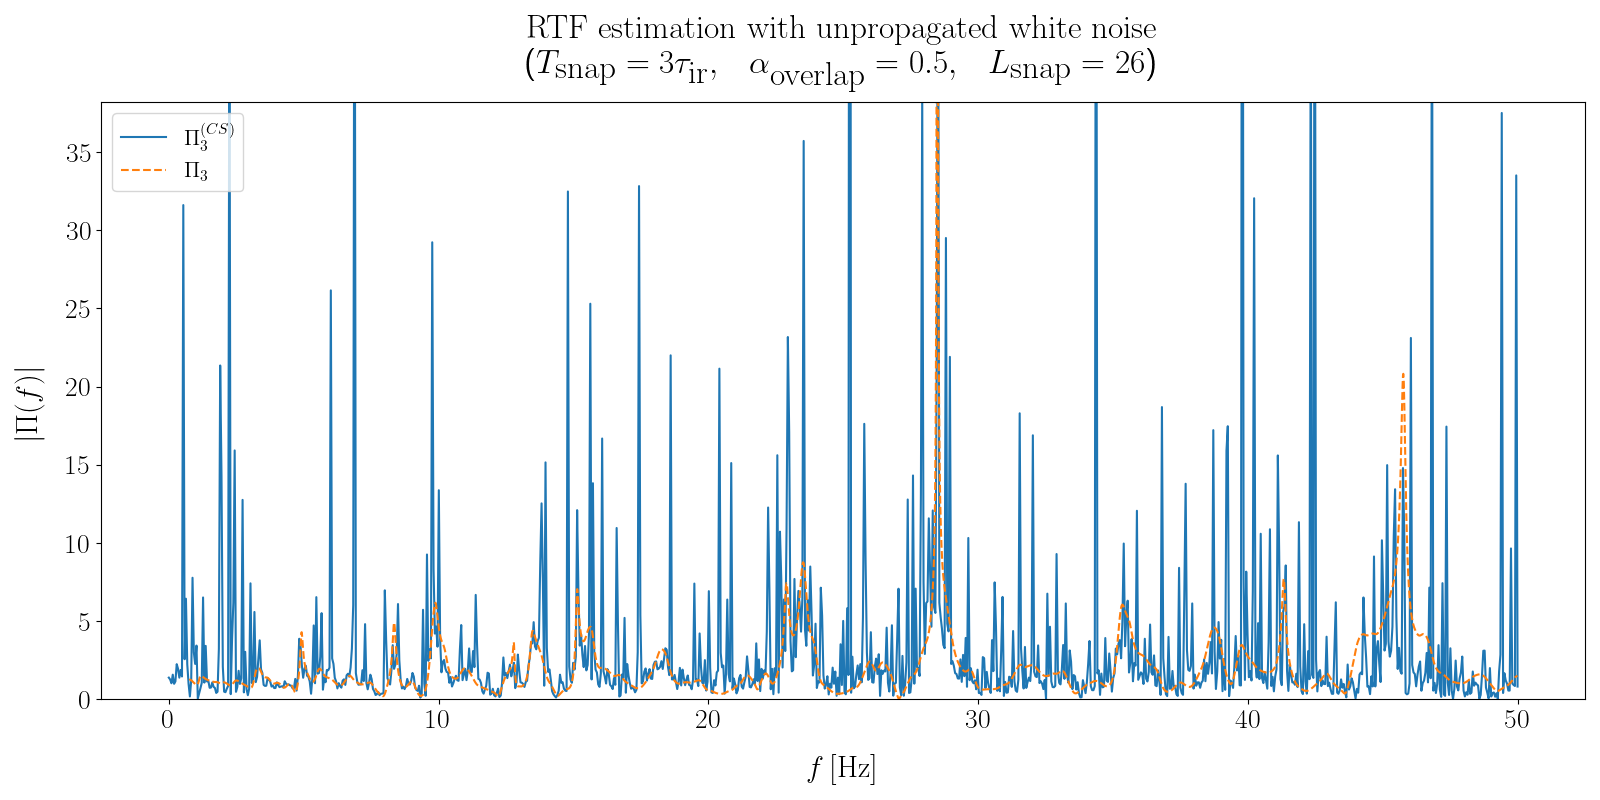 RTF estimation with unpropagated white noise
(T_snap = 3τ_ir, α_overlap = 0.5, L_snap = 26)
Π_3^(CS)
Π_3
35
30
25
20
15
10
5
0
|Π(f)|
0 10 20 30 40 50
f [Hz]